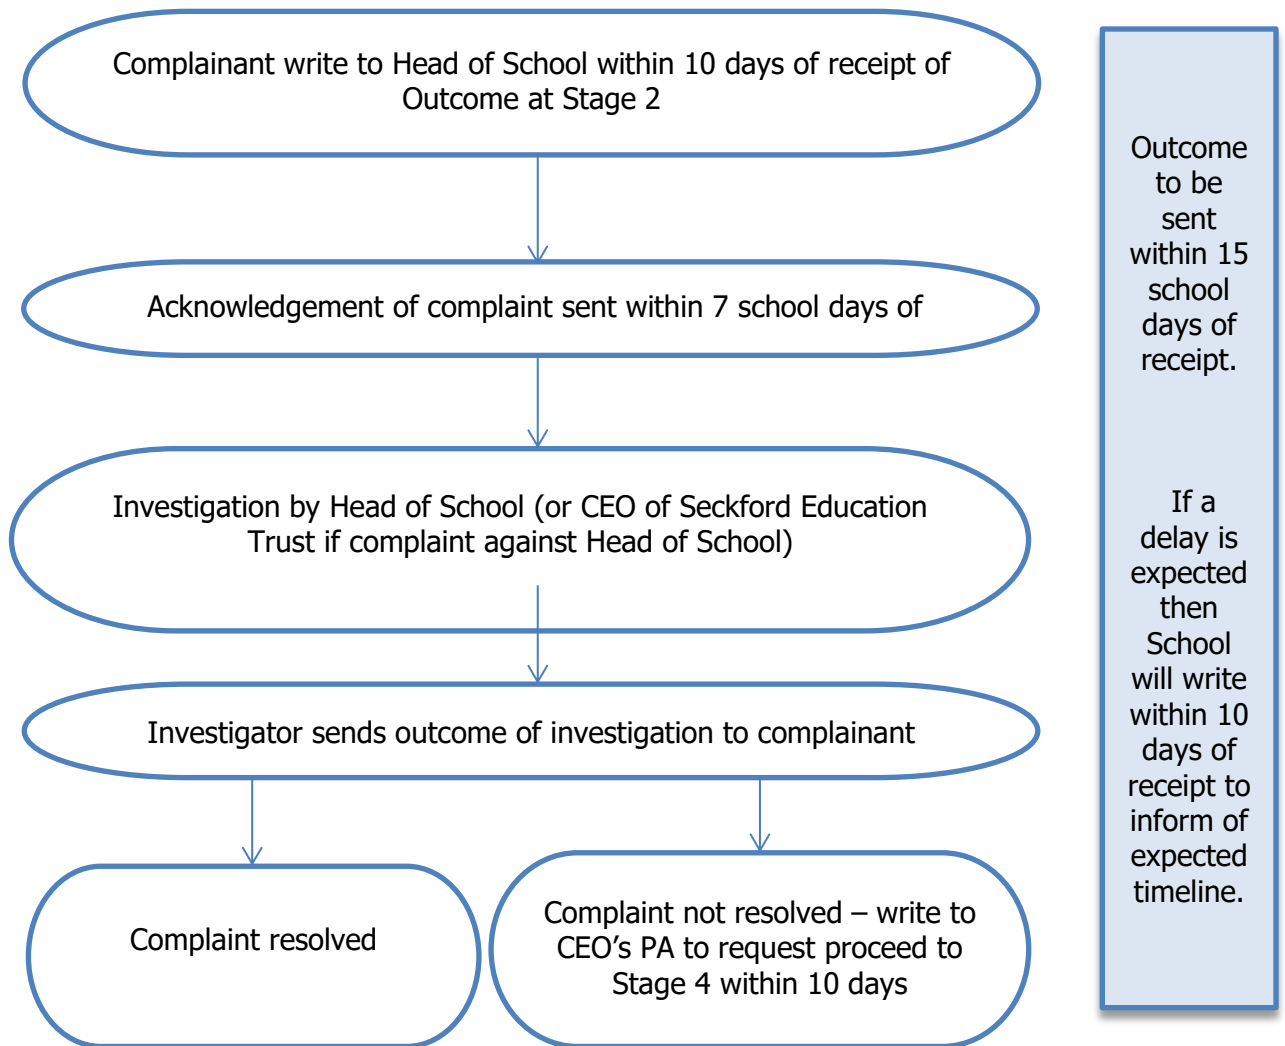 Complainant write to Head of School within 10 days of receipt of
Outcome at Stage 2
Acknowledgement of complaint sent within 7 school days of
Investigation by Head of School (or CEO of Seckford Education
Trust if complaint against Head of School)
Investigator sends outcome of investigation to complainant
Complaint resolved
Complaint not resolved – write to
CEO’s PA to request proceed to
Stage 4 within 10 days
Outcome
to be
sent
within 15
school
days of
receipt.
If a
delay is
expected
then
School
will write
within 10
days of
receipt to
inform of
expected
timeline.